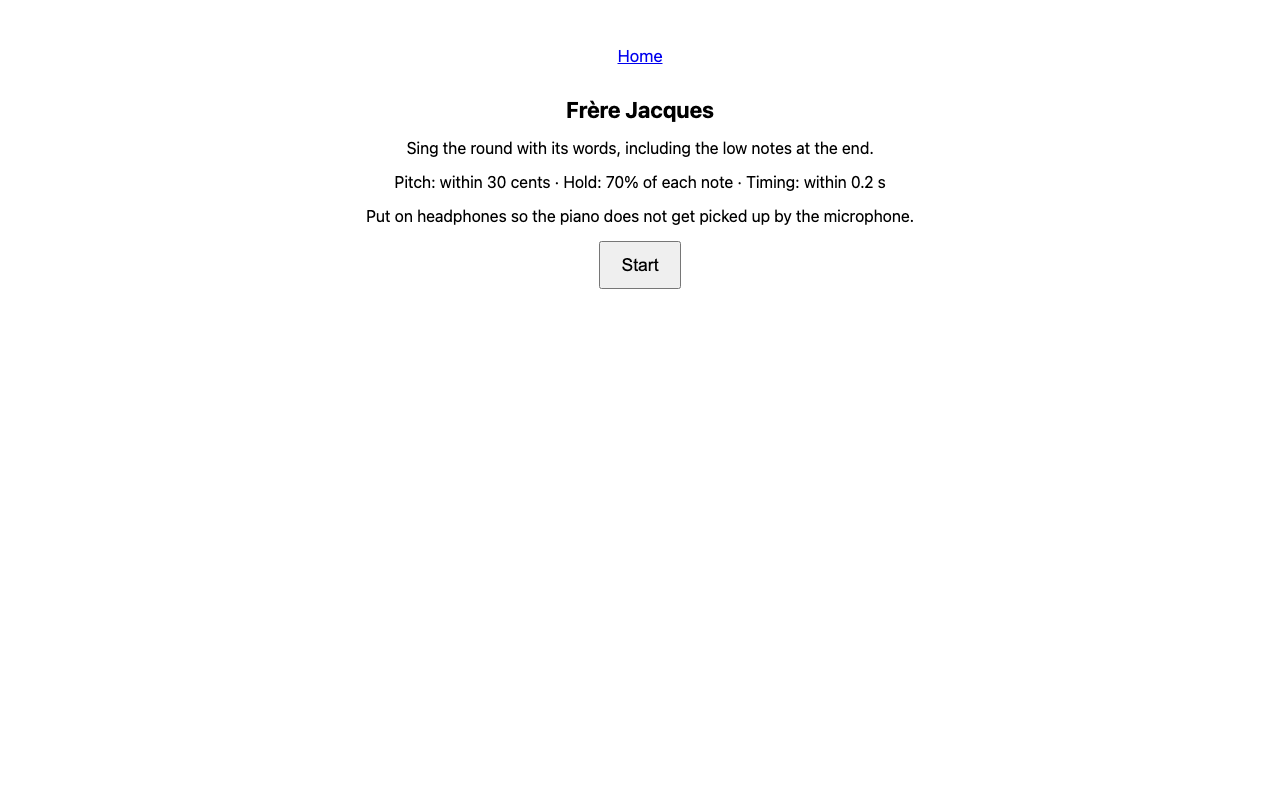 Home
Frère Jacques
Sing the round with its words, including the low notes at the end.
Pitch: within 30 cents · Hold: 70% of each note · Timing: within 0.2 s
Put on headphones so the piano does not get picked up by the microphone.
Start